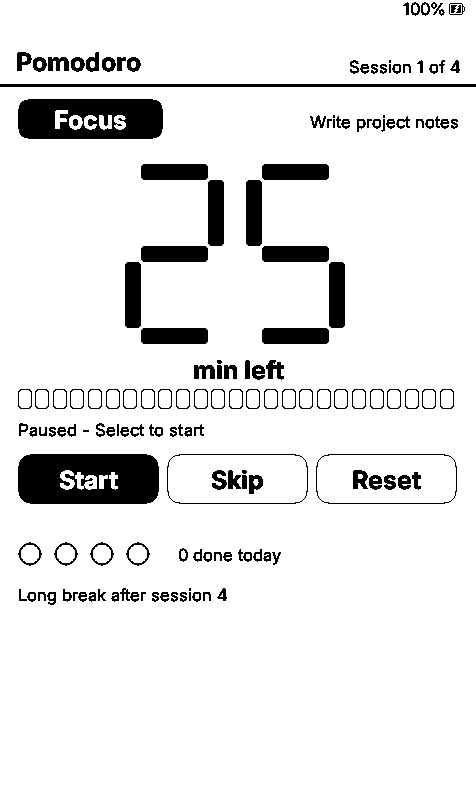 100%
Pomodoro
Session 1 of 4
Focus
Write project notes
25
min left
Paused - Select to start
Start Skip Reset
0 done today
Long break after session 4